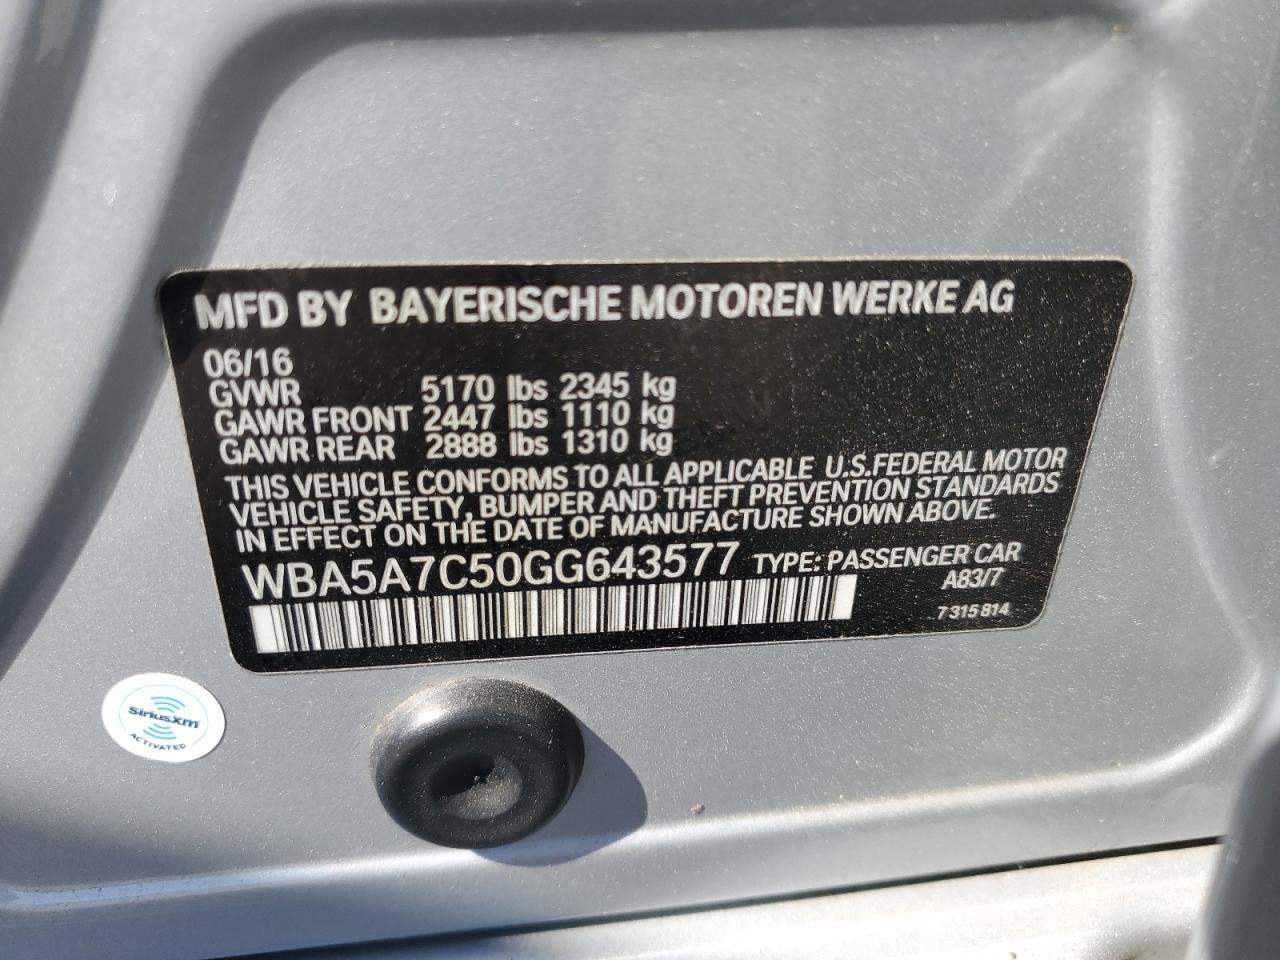 MFD BY BAYERISCHE MOTOREN WERKE AG
06/16
GVWR 5170 lbs 2345 kg
GAWR FRONT 2447 lbs 1110 kg
GAWR REAR 2888 lbs 1310 kg
THIS VEHICLE CONFORMS TO ALL APPLICABLE U.S.FEDERAL MOTOR
VEHICLE SAFETY, BUMPER AND THEFT PREVENTION STANDARDS
IN EFFECT ON THE DATE OF MANUFACTURE SHOWN ABOVE.
WBA5A7C50GG643577 TYPE: PASSENGER CAR
A83/7
7 315 814
siriusxm
ACTIVATED